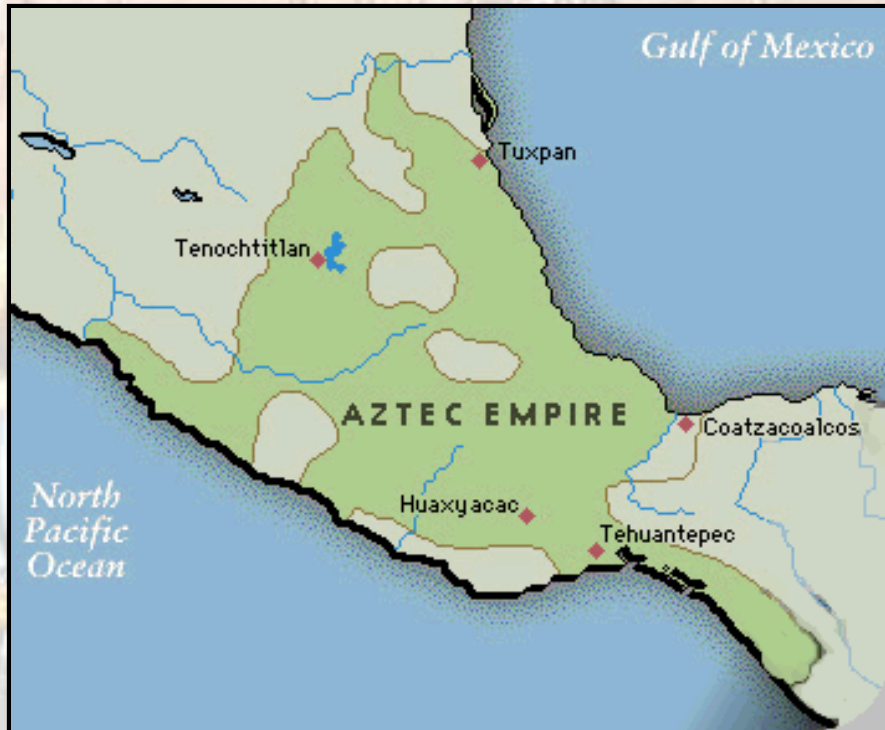 Gulf of Mexico
Tuxpan
Tenochtitlan
AZTEC EMPIRE
Coatzacoalcos
North
Pacific
Ocean
Huaxyacac
Tehuantepec